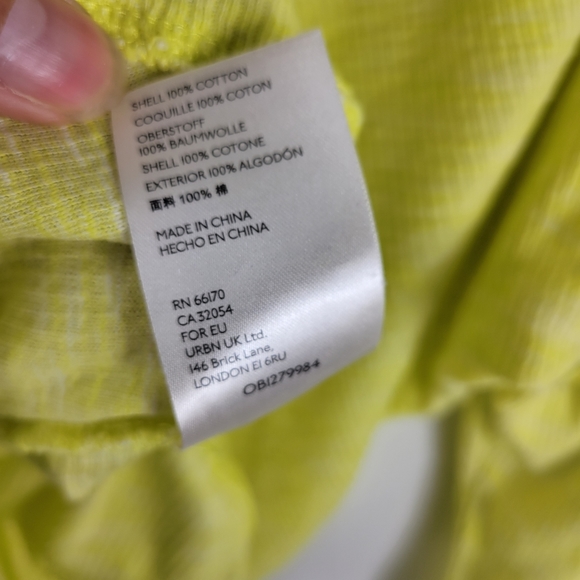 SHELL 100% COTTON
COQUILLE 100% COTON
OBERSTOFF
100% BAUMWOLLE
SHELL 100% COTONE
EXTERIOR 100% ALGODÓN
面料 100% 棉
MADE IN CHINA
HECHO EN CHINA
RN 66170
CA 32054
FOR EU
URBN UK Ltd.
146 Brick Lane,
LONDON E1 6RU
OB1279984